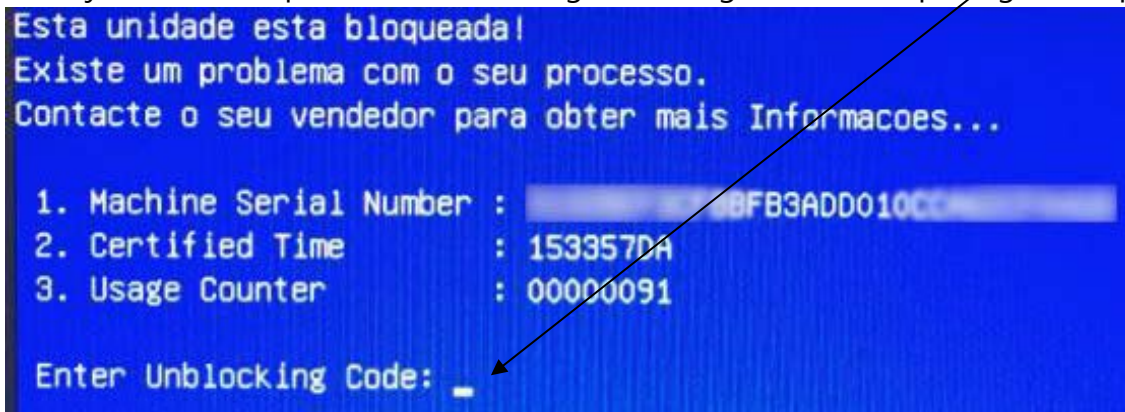 Esta unidade esta bloqueada!
Existe um problema com o seu processo.
Contacte o seu vendedor para obter mais Informacoes...
1. Machine Serial Number : BFB3ADD010
2. Certified Time : 153357DA
3. Usage Counter : 00000091
Enter Unblocking Code: _